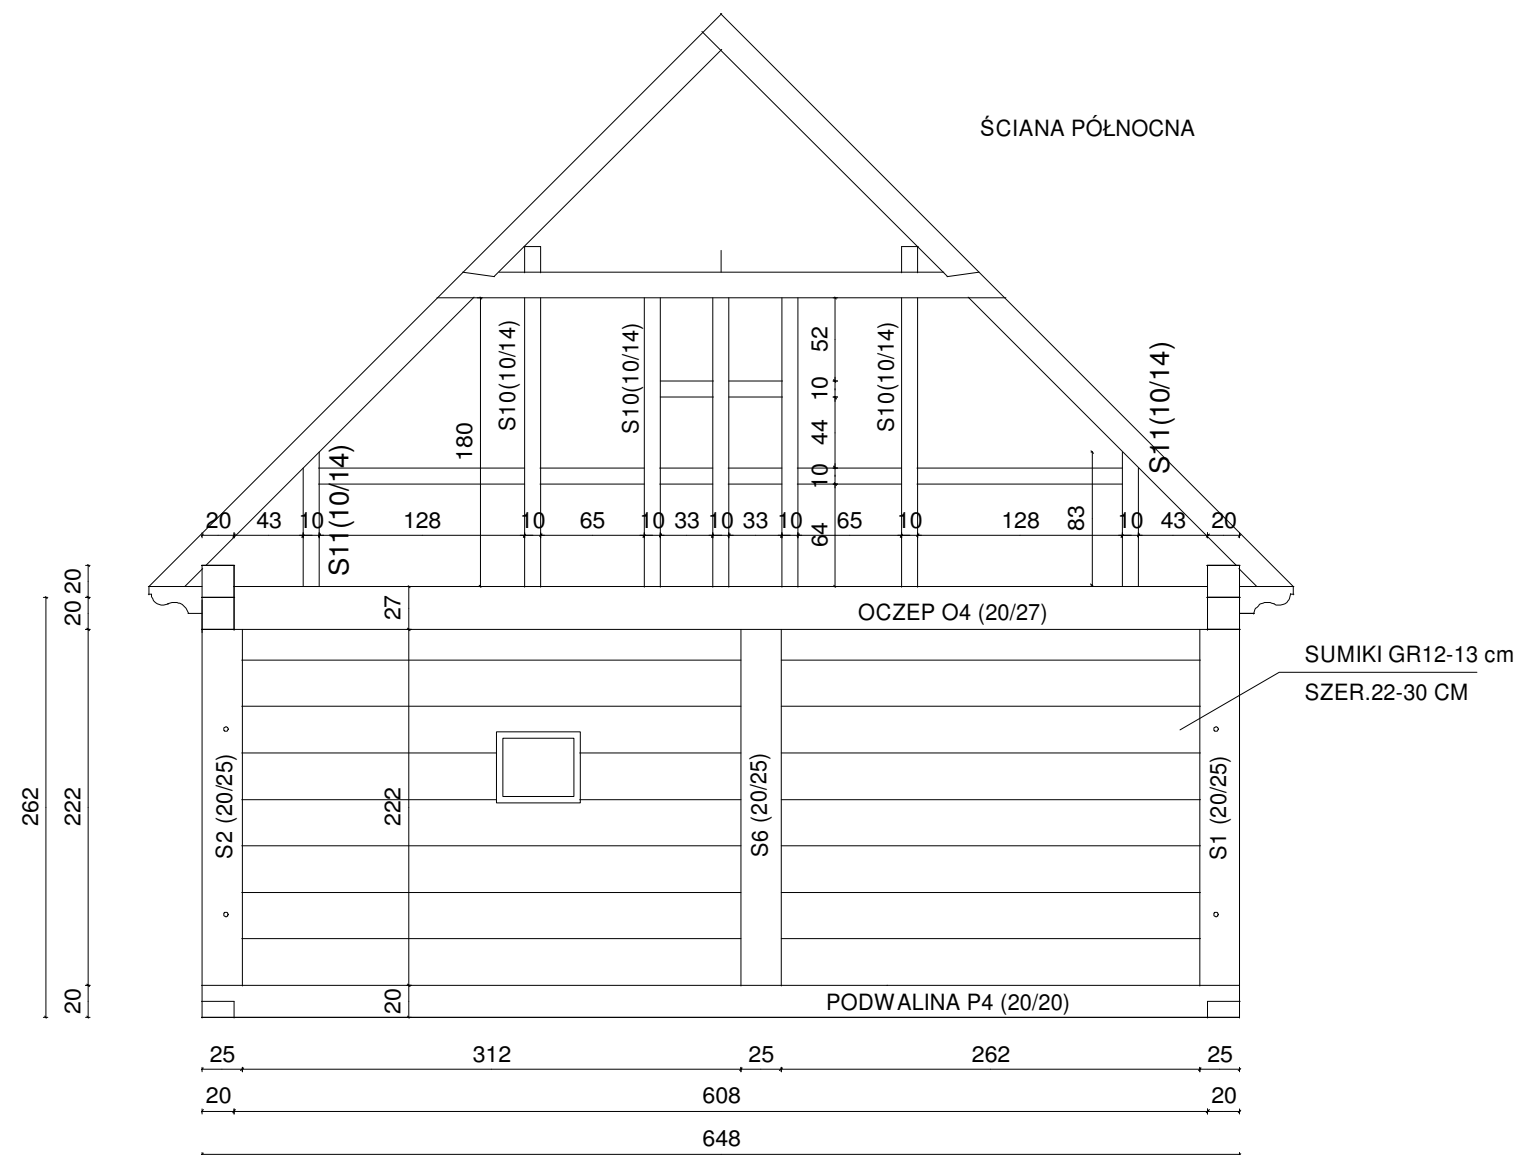 ŚCIANA PÓŁNOCNA
S10(10/14)
S10(10/14)
52
S10(10/14)
S11(10/14)
10
180
44
S11(10/14)
10
20 43 10 128 10 65 10 33 10 33 10 65 10 128 10 43 20
64
83
20
20
27
OCZEP O4 (20/27)
SUMIKI GR12-13 cm
SZER.22-30 CM
262
222
S2 (20/25)
222
S6 (20/25)
S1 (20/25)
20
20
PODWALINA P4 (20/20)
25 312 25 262 25
20 608 20
648